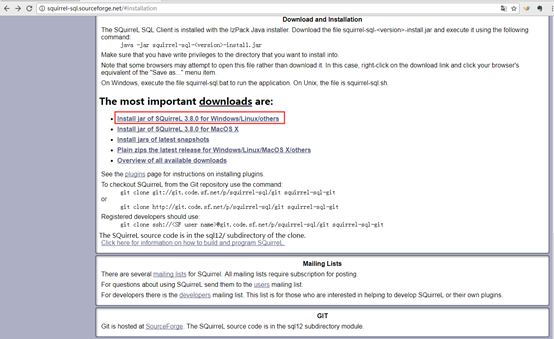 squirrel-sql.sourceforge.net/#installation
Download and Installation
The SQuirreL SQL Client is installed with the IzPack Java installer. Download the file squirrel-sql-<version>-install.jar and execute it using the following
command:
java -jar squirrel-sql-<version>-install.jar
Make sure that you have write privileges to the directory that you want to install into.
Note that some browsers may attempt to open this file rather than download it. In this case, right-click on the download link and click your browser's
equivalent of the "Save as..." menu item.
On Windows, execute the file squirrel-sql.bat to run the application. On Unix, the file is squirrel-sql.sh.
The most important downloads are:
Install jar of SQuirreL 3.8.0 for Windows/Linux/others
Install jar of SQuirreL 3.8.0 for MacOS X
Install jars of latest snapshots
Plain zips the latest release for Windows/Linux/MacOS X/others
Overview of all available downloads
See the plugins page for instructions on installing plugins.
To checkout SQuirreL from the Git repository use the command:
git clone git://git.code.sf.net/p/squirrel-sql/git squirrel-sql-git
or
git clone http://git.code.sf.net/p/squirrel-sql/git squirrel-sql-git
Registered developers should use:
git clone ssh://<SF user name>@git.code.sf.net/p/squirrel-sql/git squirrel-sql-git
The SQuirreL source code is in the sql12/ subdirectory of the clone.
Click here for information on how to build and program SQuirreL.
Mailing Lists
There are several mailing lists for SQuirrel. All mailing lists require subscription for posting.
For questions about using SQuirreL send them to the users mailing list.
For developers there is the developers mailing list. This list is for those who are interested in helping to develop SQuirreL or their own plugins.
GIT
Git is hosted at SourceForge. The SQuirreL source code is in the sql12 subdirectory module.